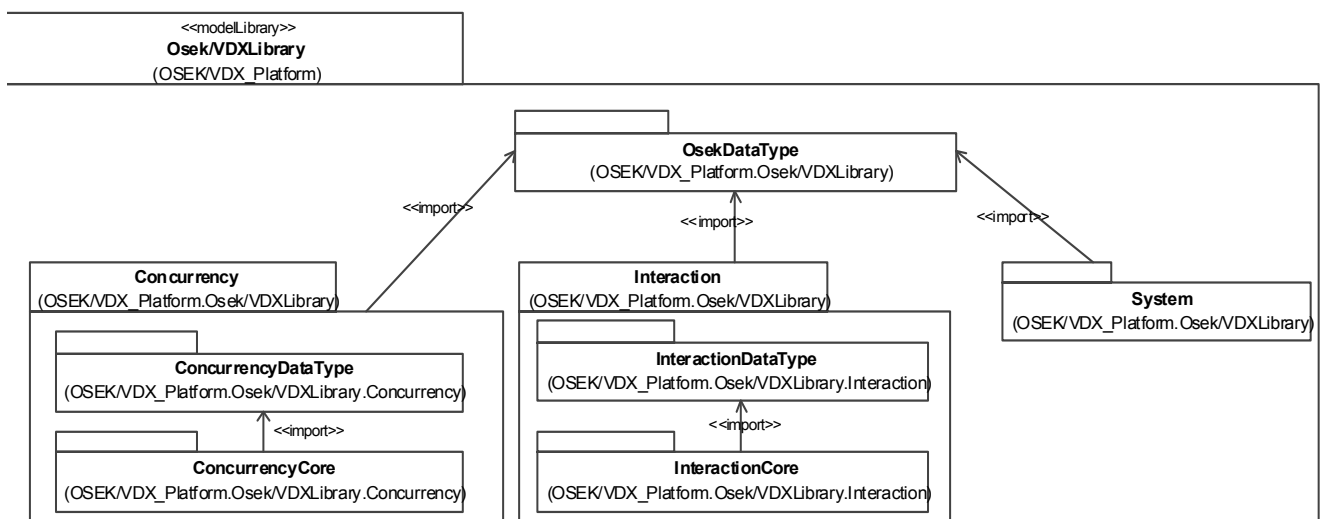 <<modelLibrary>>
Osek/VDXLibrary
(OSEK/VDX_Platform)
OsekDataType
(OSEK/VDX_Platform.Osek/VDXLibrary)
<<import>>
<<import>>
<<import>>
Concurrency
(OSEK/VDX_Platform.Osek/VDXLibrary)
Interaction
(OSEK/VDX_Platform.Osek/VDXLibrary)
System
(OSEK/VDX_Platform.Osek/VDXLibrary)
ConcurrencyDataType
(OSEK/VDX_Platform.Osek/VDXLibrary.Concurrency)
InteractionDataType
(OSEK/VDX_Platform.Osek/VDXLibrary.Interaction)
<<import>>
<<import>>
ConcurrencyCore
(OSEK/VDX_Platform.Osek/VDXLibrary.Concurrency)
InteractionCore
(OSEK/VDX_Platform.Osek/VDXLibrary.Interaction)